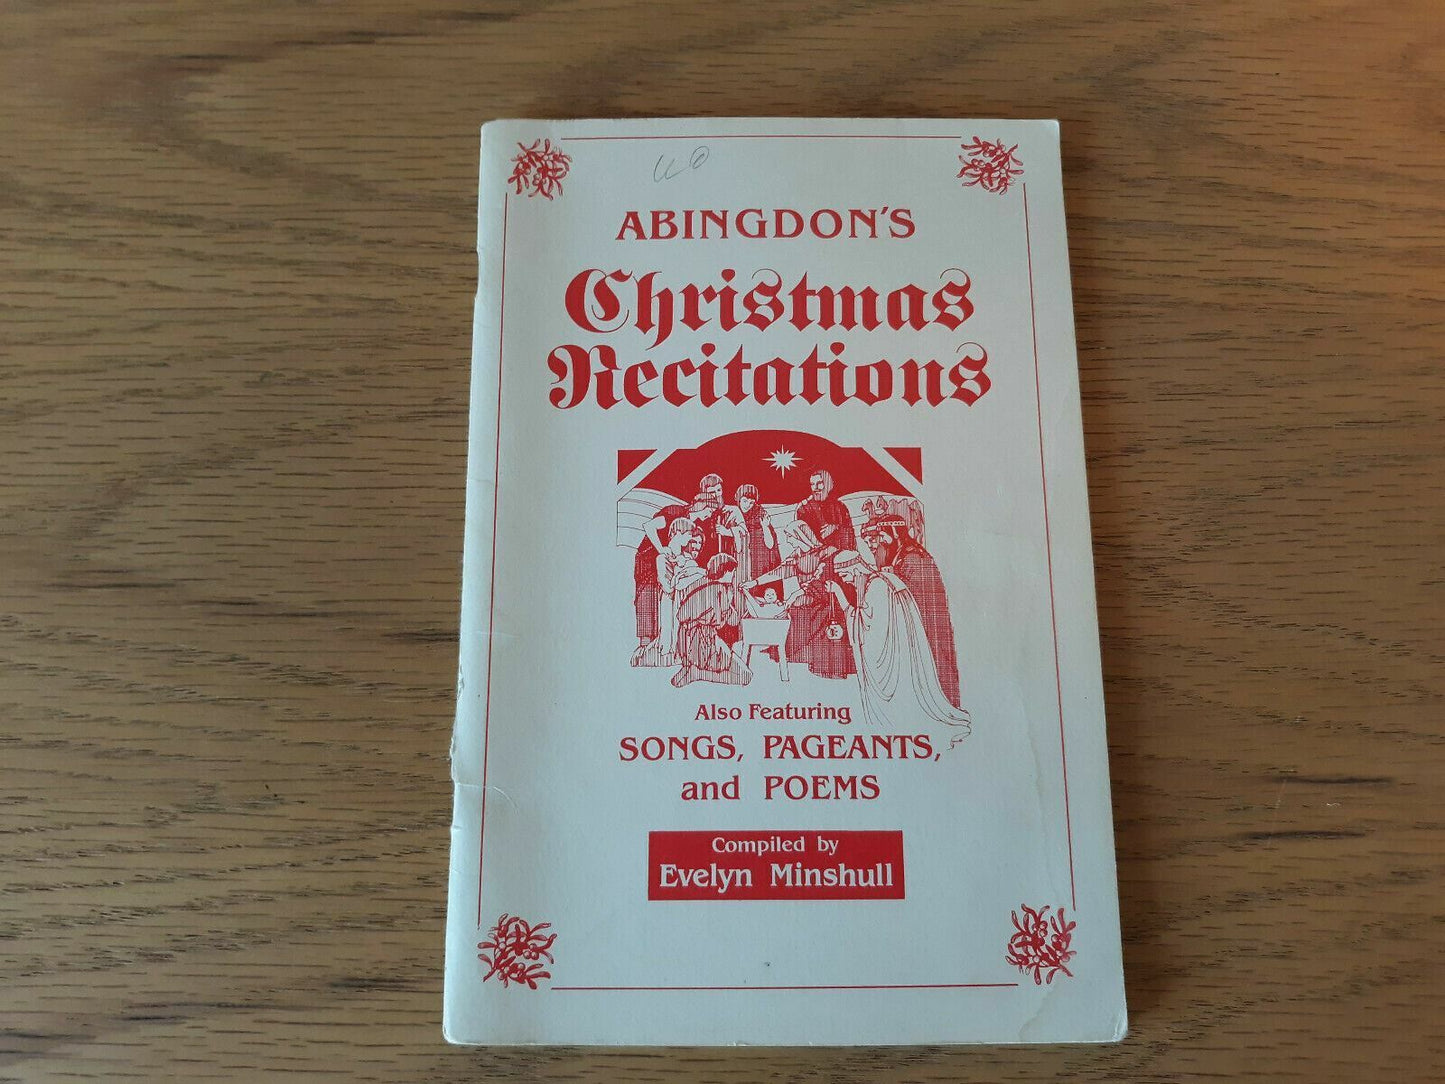 ABINGDON'S
Christmas
Recitations
Also Featuring
SONGS, PAGEANTS,
and POEMS
Compiled by
Evelyn Minshull